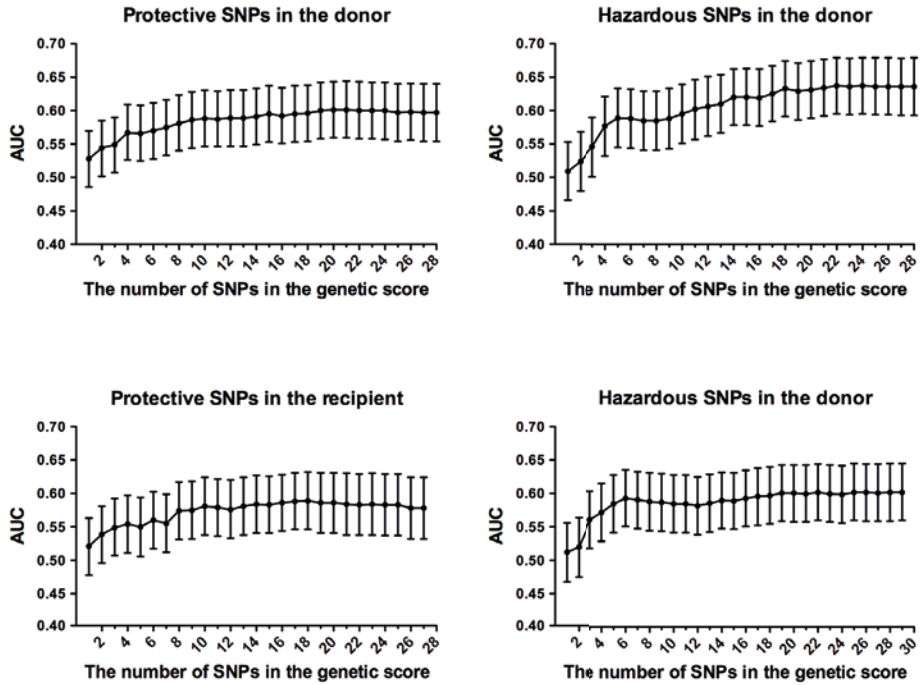 Protective SNPs in the donor
AUC
0.70
0.65
0.60
0.55
0.50
0.45
0.40
2 4 6 8 10 12 14 16 18 20 22 24 26 28
The number of SNPs in the genetic score
Hazardous SNPs in the donor
AUC
0.70
0.65
0.60
0.55
0.50
0.45
0.40
2 4 6 8 10 12 14 16 18 20 22 24 26 28
The number of SNPs in the genetic score
Protective SNPs in the recipient
AUC
0.70
0.65
0.60
0.55
0.50
0.45
0.40
2 4 6 8 10 12 14 16 18 20 22 24 26 28
The number of SNPs in the genetic score
Hazardous SNPs in the donor
AUC
0.70
0.65
0.60
0.55
0.50
0.45
0.40
2 4 6 8 10 12 14 16 18 20 22 24 26 28 30
The number of SNPs in the genetic score